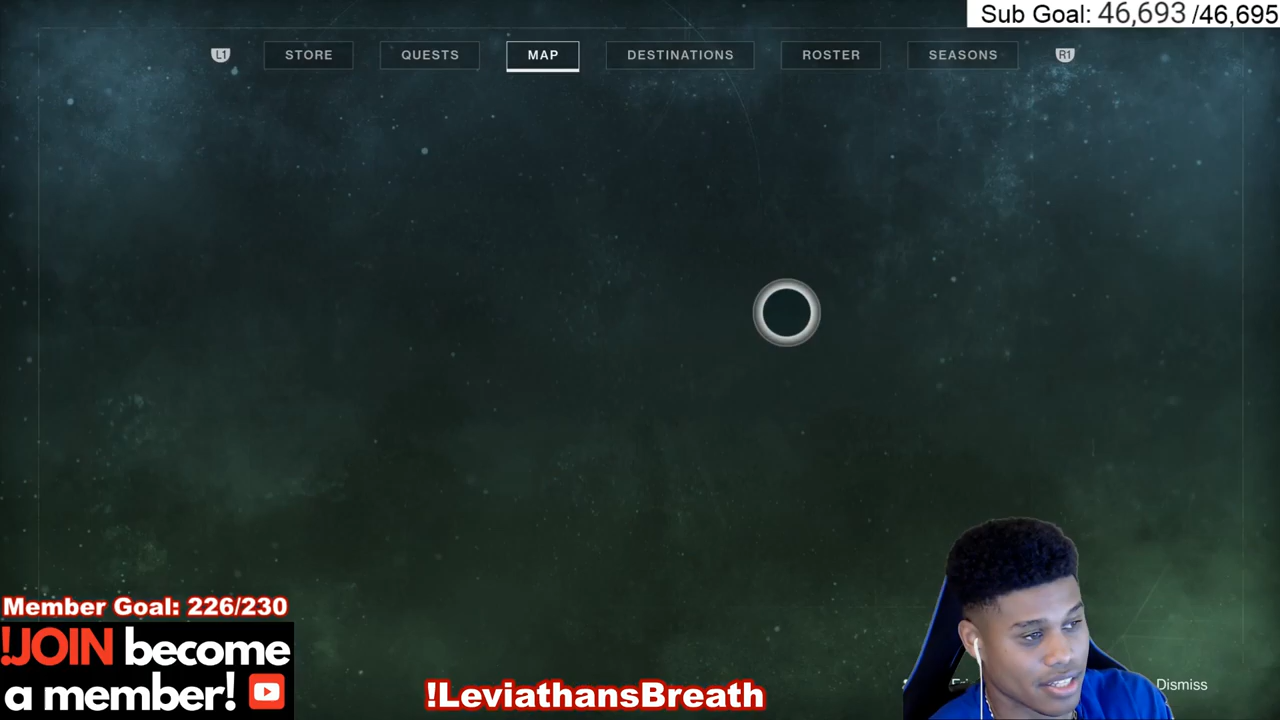 Sub Goal: 46,693 /46,695
L1 STORE QUESTS MAP DESTINATIONS ROSTER SEASONS R1
Member Goal: 226/230
!JOIN become
a member!
!LeviathansBreath
Dismiss